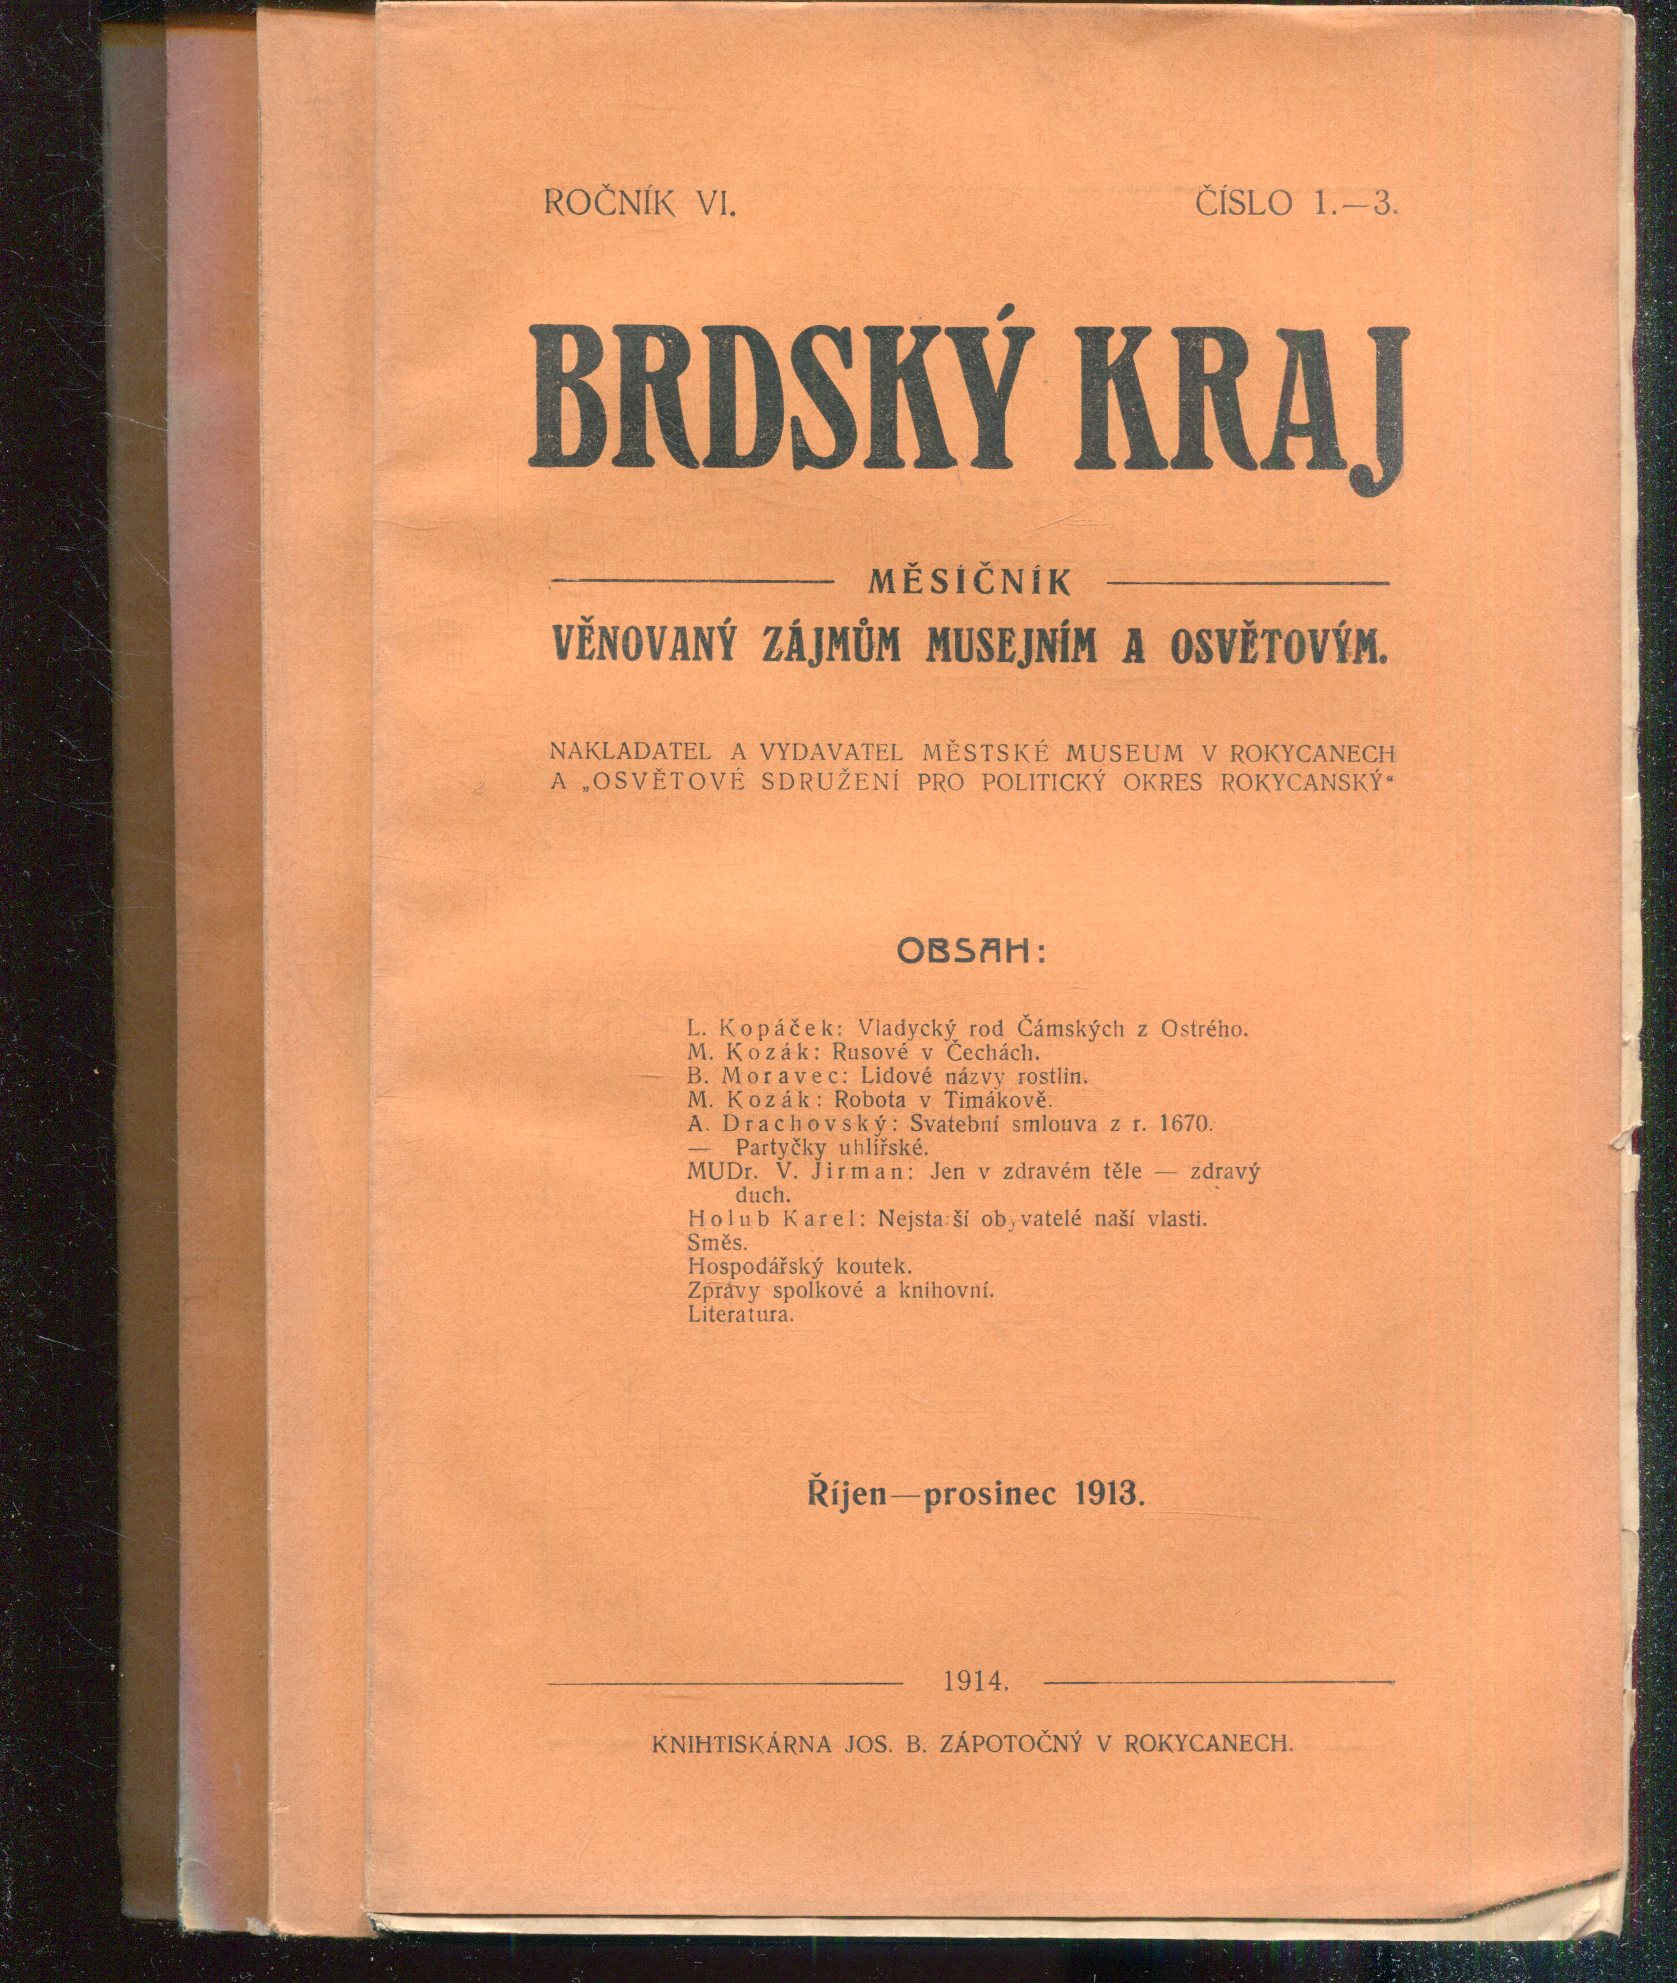 ROČNÍK VI. ČÍSLO 1.—3.
BRDSKÝ KRAJ
MĚSÍČNÍK
VĚNOVANÝ ZÁJMŮM MUSEJNÍM A OSVĚTOVÝM.
NAKLADATEL A VYDAVATEL MĚSTSKÉ MUSEUM V ROKYCANECH
A „OSVĚTOVÉ SDRUŽENÍ PRO POLITICKÝ OKRES ROKYCANSKÝ“
OBSAH:
L. Kopáček: Vladycký rod Čámských z Ostrého.
M. Kozák: Rusové v Čechách.
B. Moravec: Lidové názvy rostlin.
M. Kozák: Robota v Timákově.
A. Drachovský: Svatební smlouva z r. 1670.
— Partyčky uhlířské.
MUDr. V. Jirman: Jen v zdravém těle — zdravý
duch.
Holub Karel: Nejstarší obyvatelé naší vlasti.
Směs.
Hospodářský koutek.
Zprávy spolkové a knihovní.
Literatura.
Říjen—prosinec 1913.
1914.
KNIHTISKÁRNA JOS. B. ZÁPOTOČNÝ V ROKYCANECH.